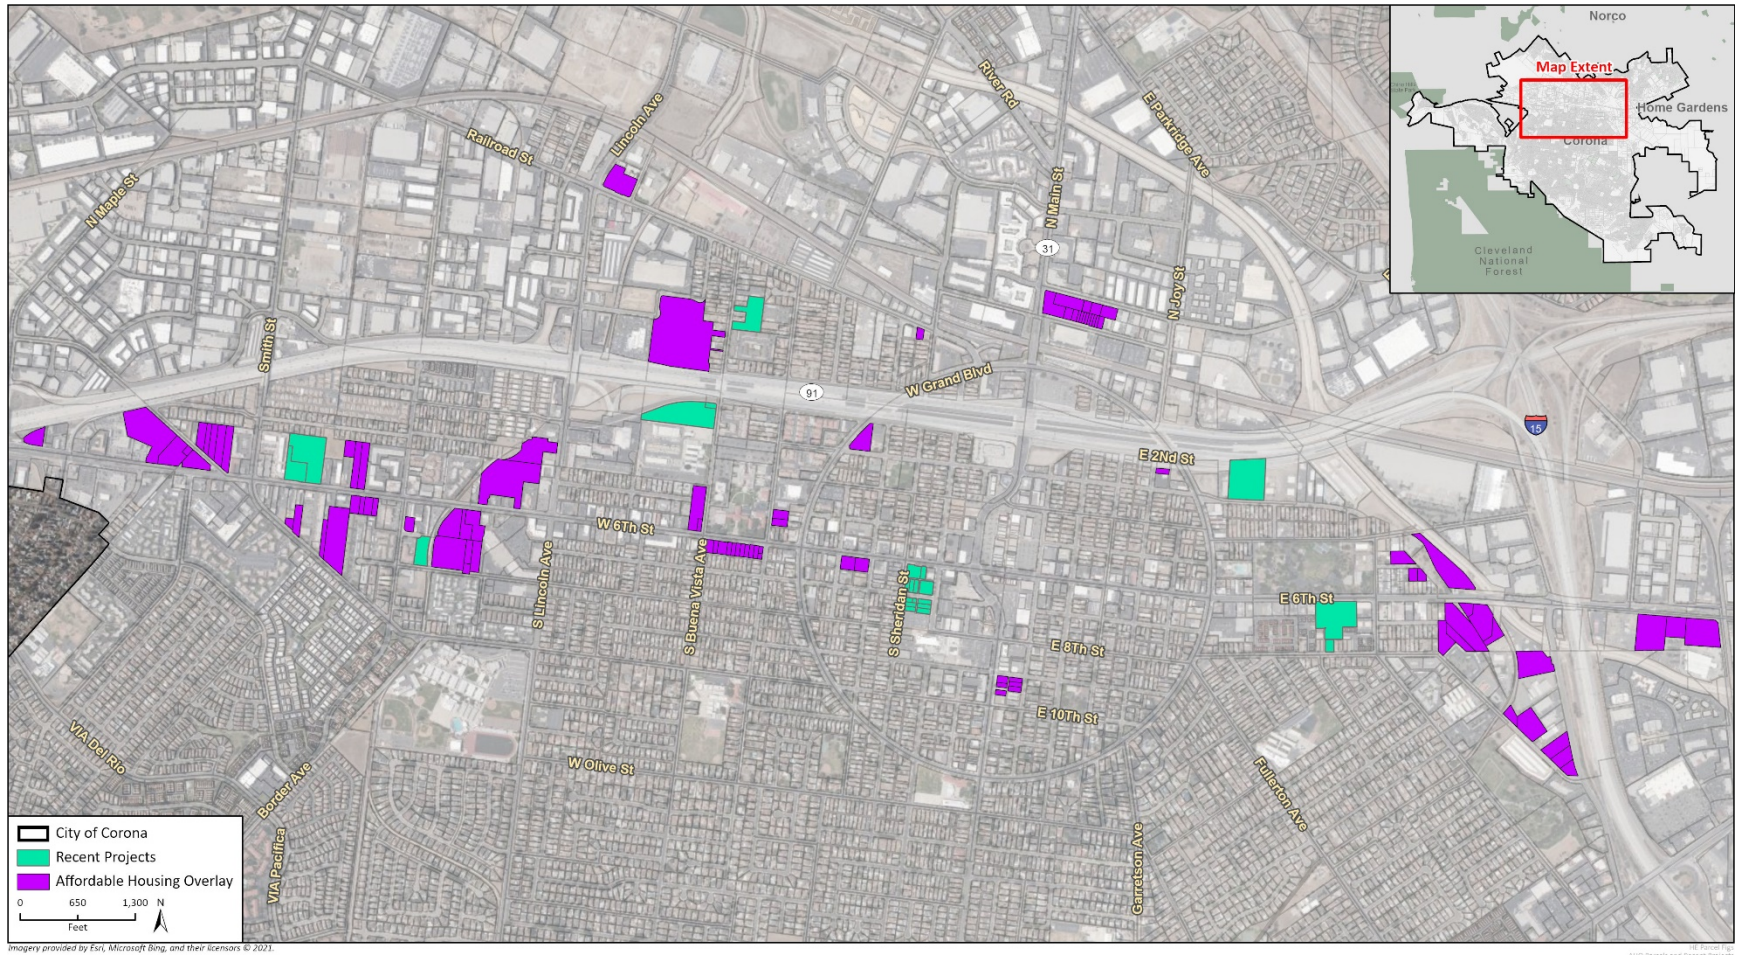 Norco
Map Extent
Home Gardens
Corona
Cleveland
National
Forest
River Rd
E Parkridge Ave
Lincoln Ave
Railroad St
N Maple St
N Main St
31
N Joy St
Smith St
W Grand Blvd
91
15
E 2Nd St
W 6Th St
S Lincoln Ave
S Buena Vista Ave
S Sheridan St
E 6Th St
E 8Th St
E 10Th St
W Olive St
VIA Del Rio
Border Ave
VIA Pacifica
Fullerton Ave
Garretson Ave
City of Corona
Recent Projects
Affordable Housing Overlay
0 650 1,300 N
Feet
Imagery provided by Esri, Microsoft Bing, and their licensors © 2021.
HE Parcel Figs